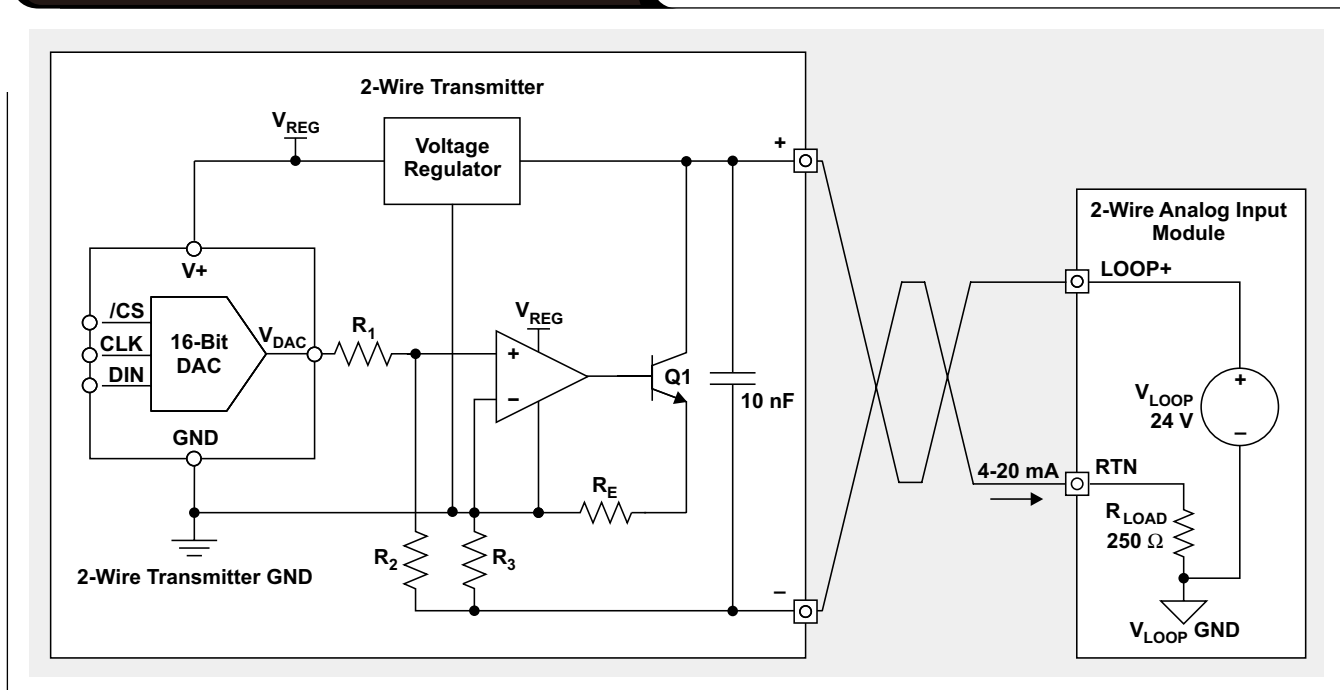 2-Wire Transmitter
V_REG
Voltage
Regulator
+
V+
/CS
CLK
DIN
16-Bit
DAC
V_DAC
GND
R_1
V_REG
+
–
Q1
10 nF
R_E
R_2
R_3
–
2-Wire Transmitter GND
4-20 mA
2-Wire Analog Input
Module
LOOP+
V_LOOP
24 V
+
–
RTN
R_LOAD
250 Ω
V_LOOP GND